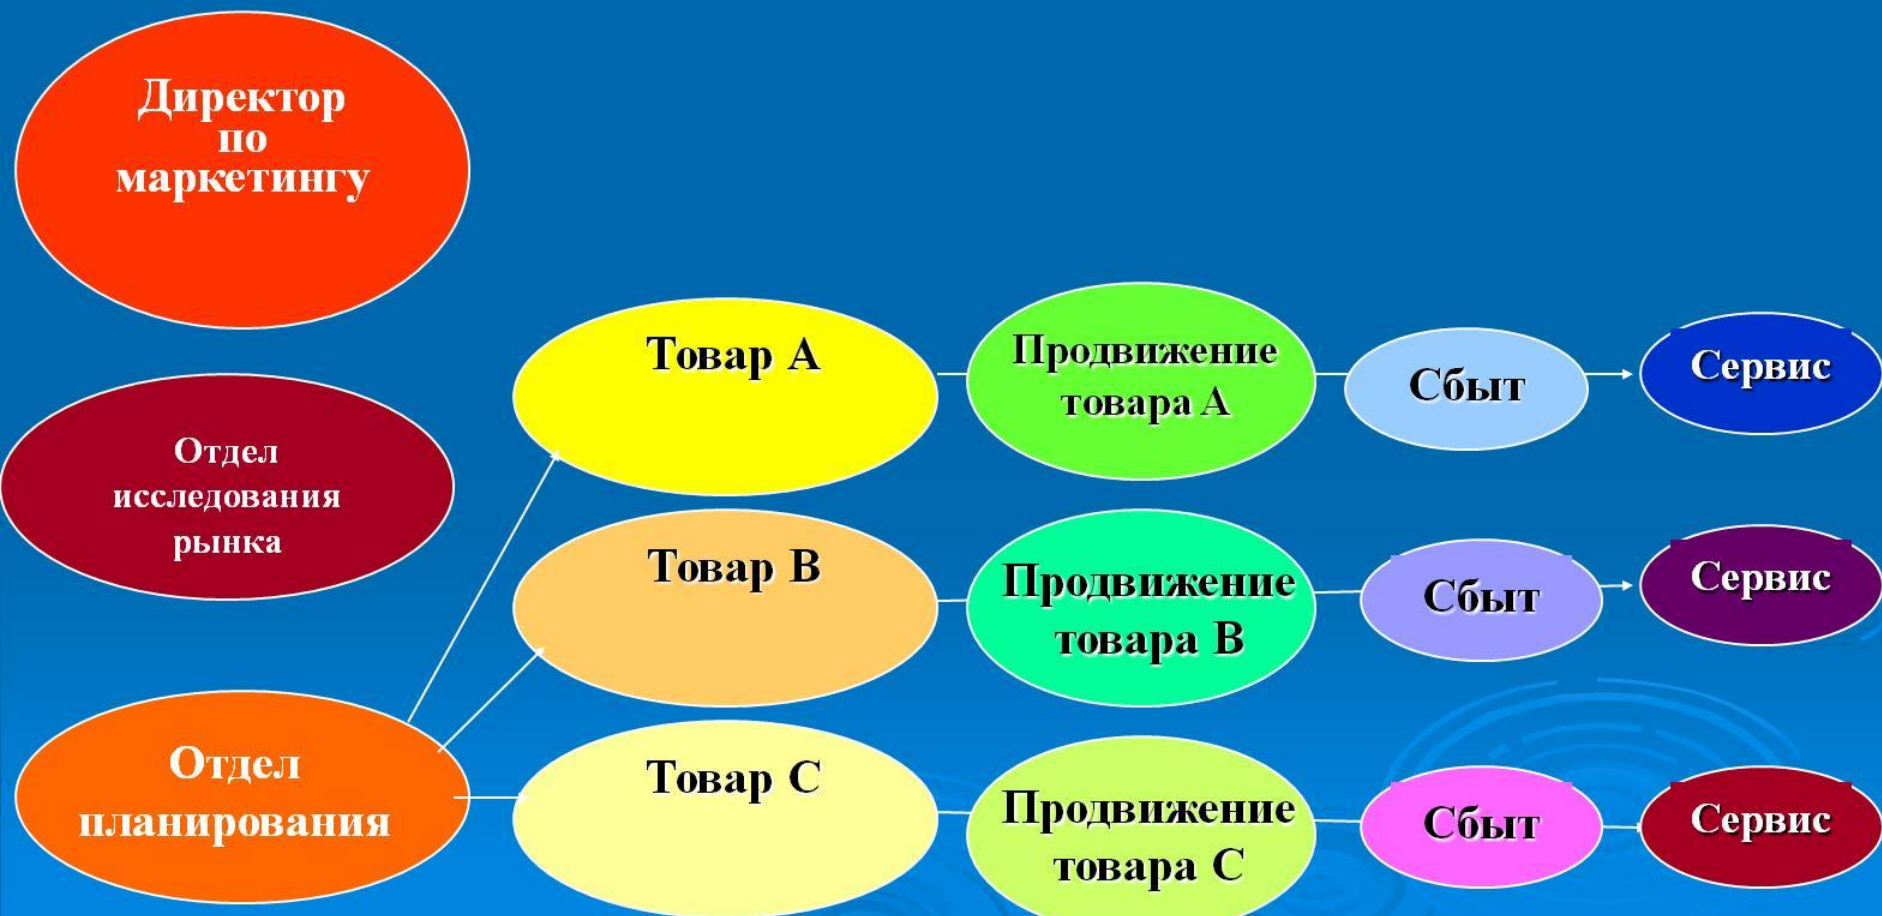 Директор
по
маркетингу
Отдел
исследования
рынка
Отдел
планирования
Товар А
Продвижение
товара А
Сбыт
Сервис
Товар В
Продвижение
товара В
Сбыт
Сервис
Товар С
Продвижение
товара С
Сбыт
Сервис